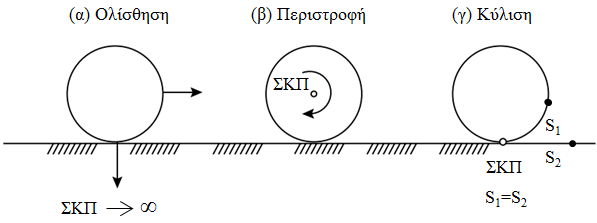 (α) Ολίσθηση
(β) Περιστροφή
(γ) Κύλιση
ΣΚΠ
S₁
S₂
ΣΚΠ
S₁=S₂
ΣΚΠ → ∞